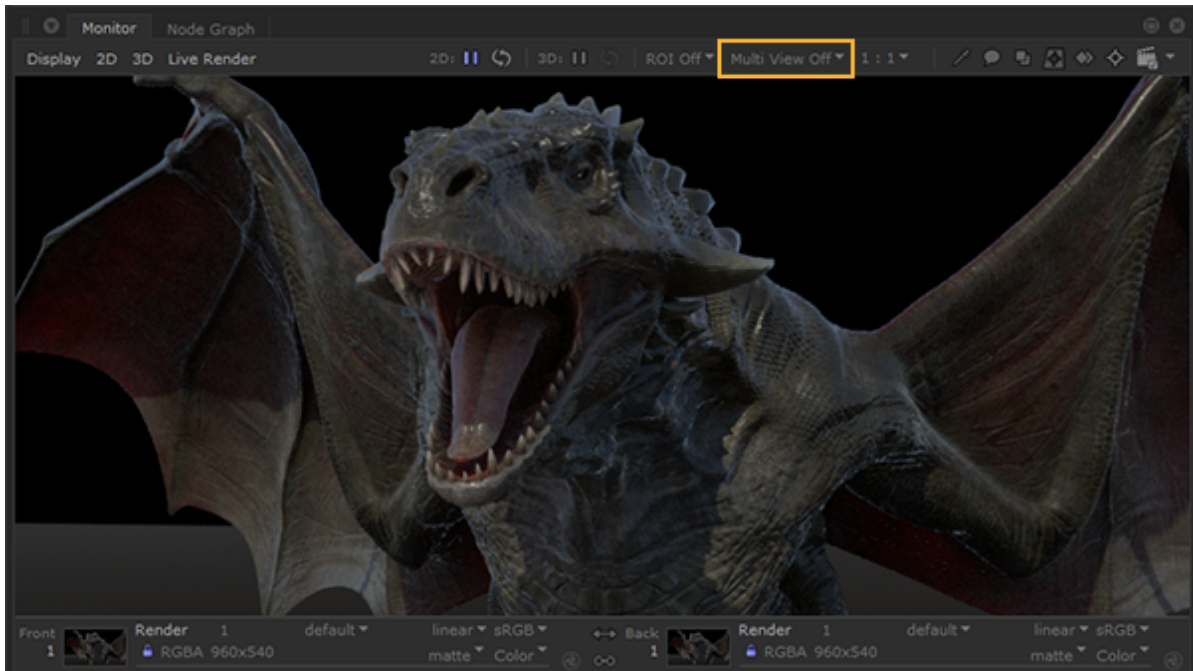 Monitor Node Graph
Display 2D 3D Live Render 2D: 3D: ROI Off Multi View Off 1 : 1
Front Render 1 default linear sRGB Back Render 1 default linear sRGB
1 RGBA 960x540 matte Color 1 RGBA 960x540 matte Color